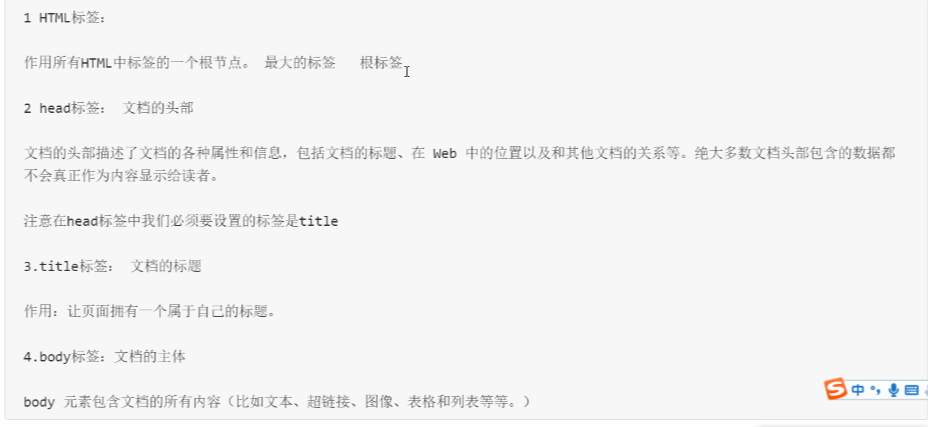 1 HTML标签：
作用所有HTML中标签的一个根节点。 最大的标签 根标签
2 head标签： 文档的头部
文档的头部描述了文档的各种属性和信息，包括文档的标题、在 Web 中的位置以及和其他文档的关系等。绝大多数文档头部包含的数据都
不会真正作为内容显示给读者。
注意在head标签中我们必须要设置的标签是title
3.title标签： 文档的标题
作用：让页面拥有一个属于自己的标题。
4.body标签：文档的主体
body 元素包含文档的所有内容（比如文本、超链接、图像、表格和列表等等。）
S中